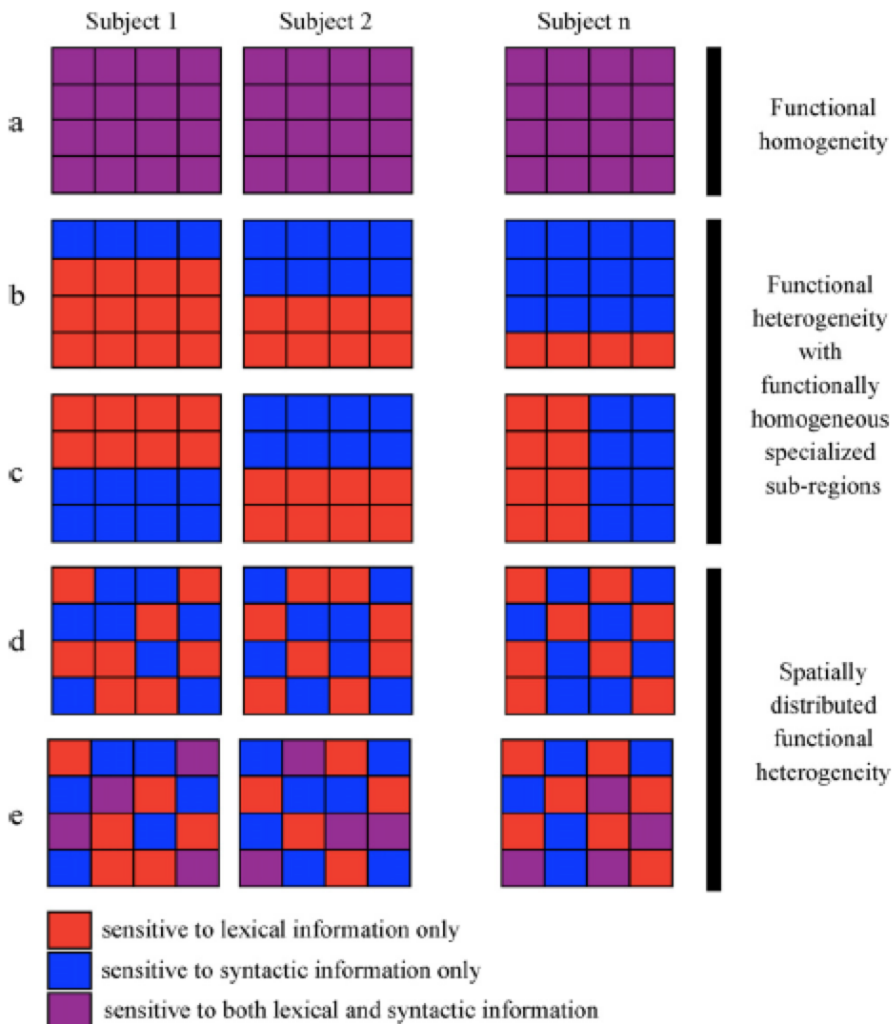 Subject 1 Subject 2 Subject n
a
Functional
homogeneity
b
Functional
heterogeneity
with
functionally
homogeneous
specialized
sub-regions
c
d
Spatially
distributed
functional
heterogeneity
e
sensitive to lexical information only
sensitive to syntactic information only
sensitive to both lexical and syntactic information